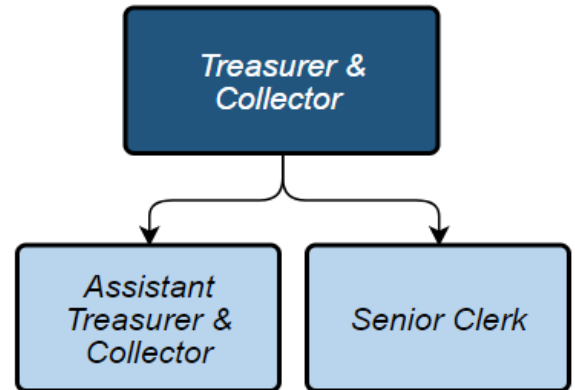 Treasurer &
Collector
Assistant
Treasurer &
Collector
Senior Clerk